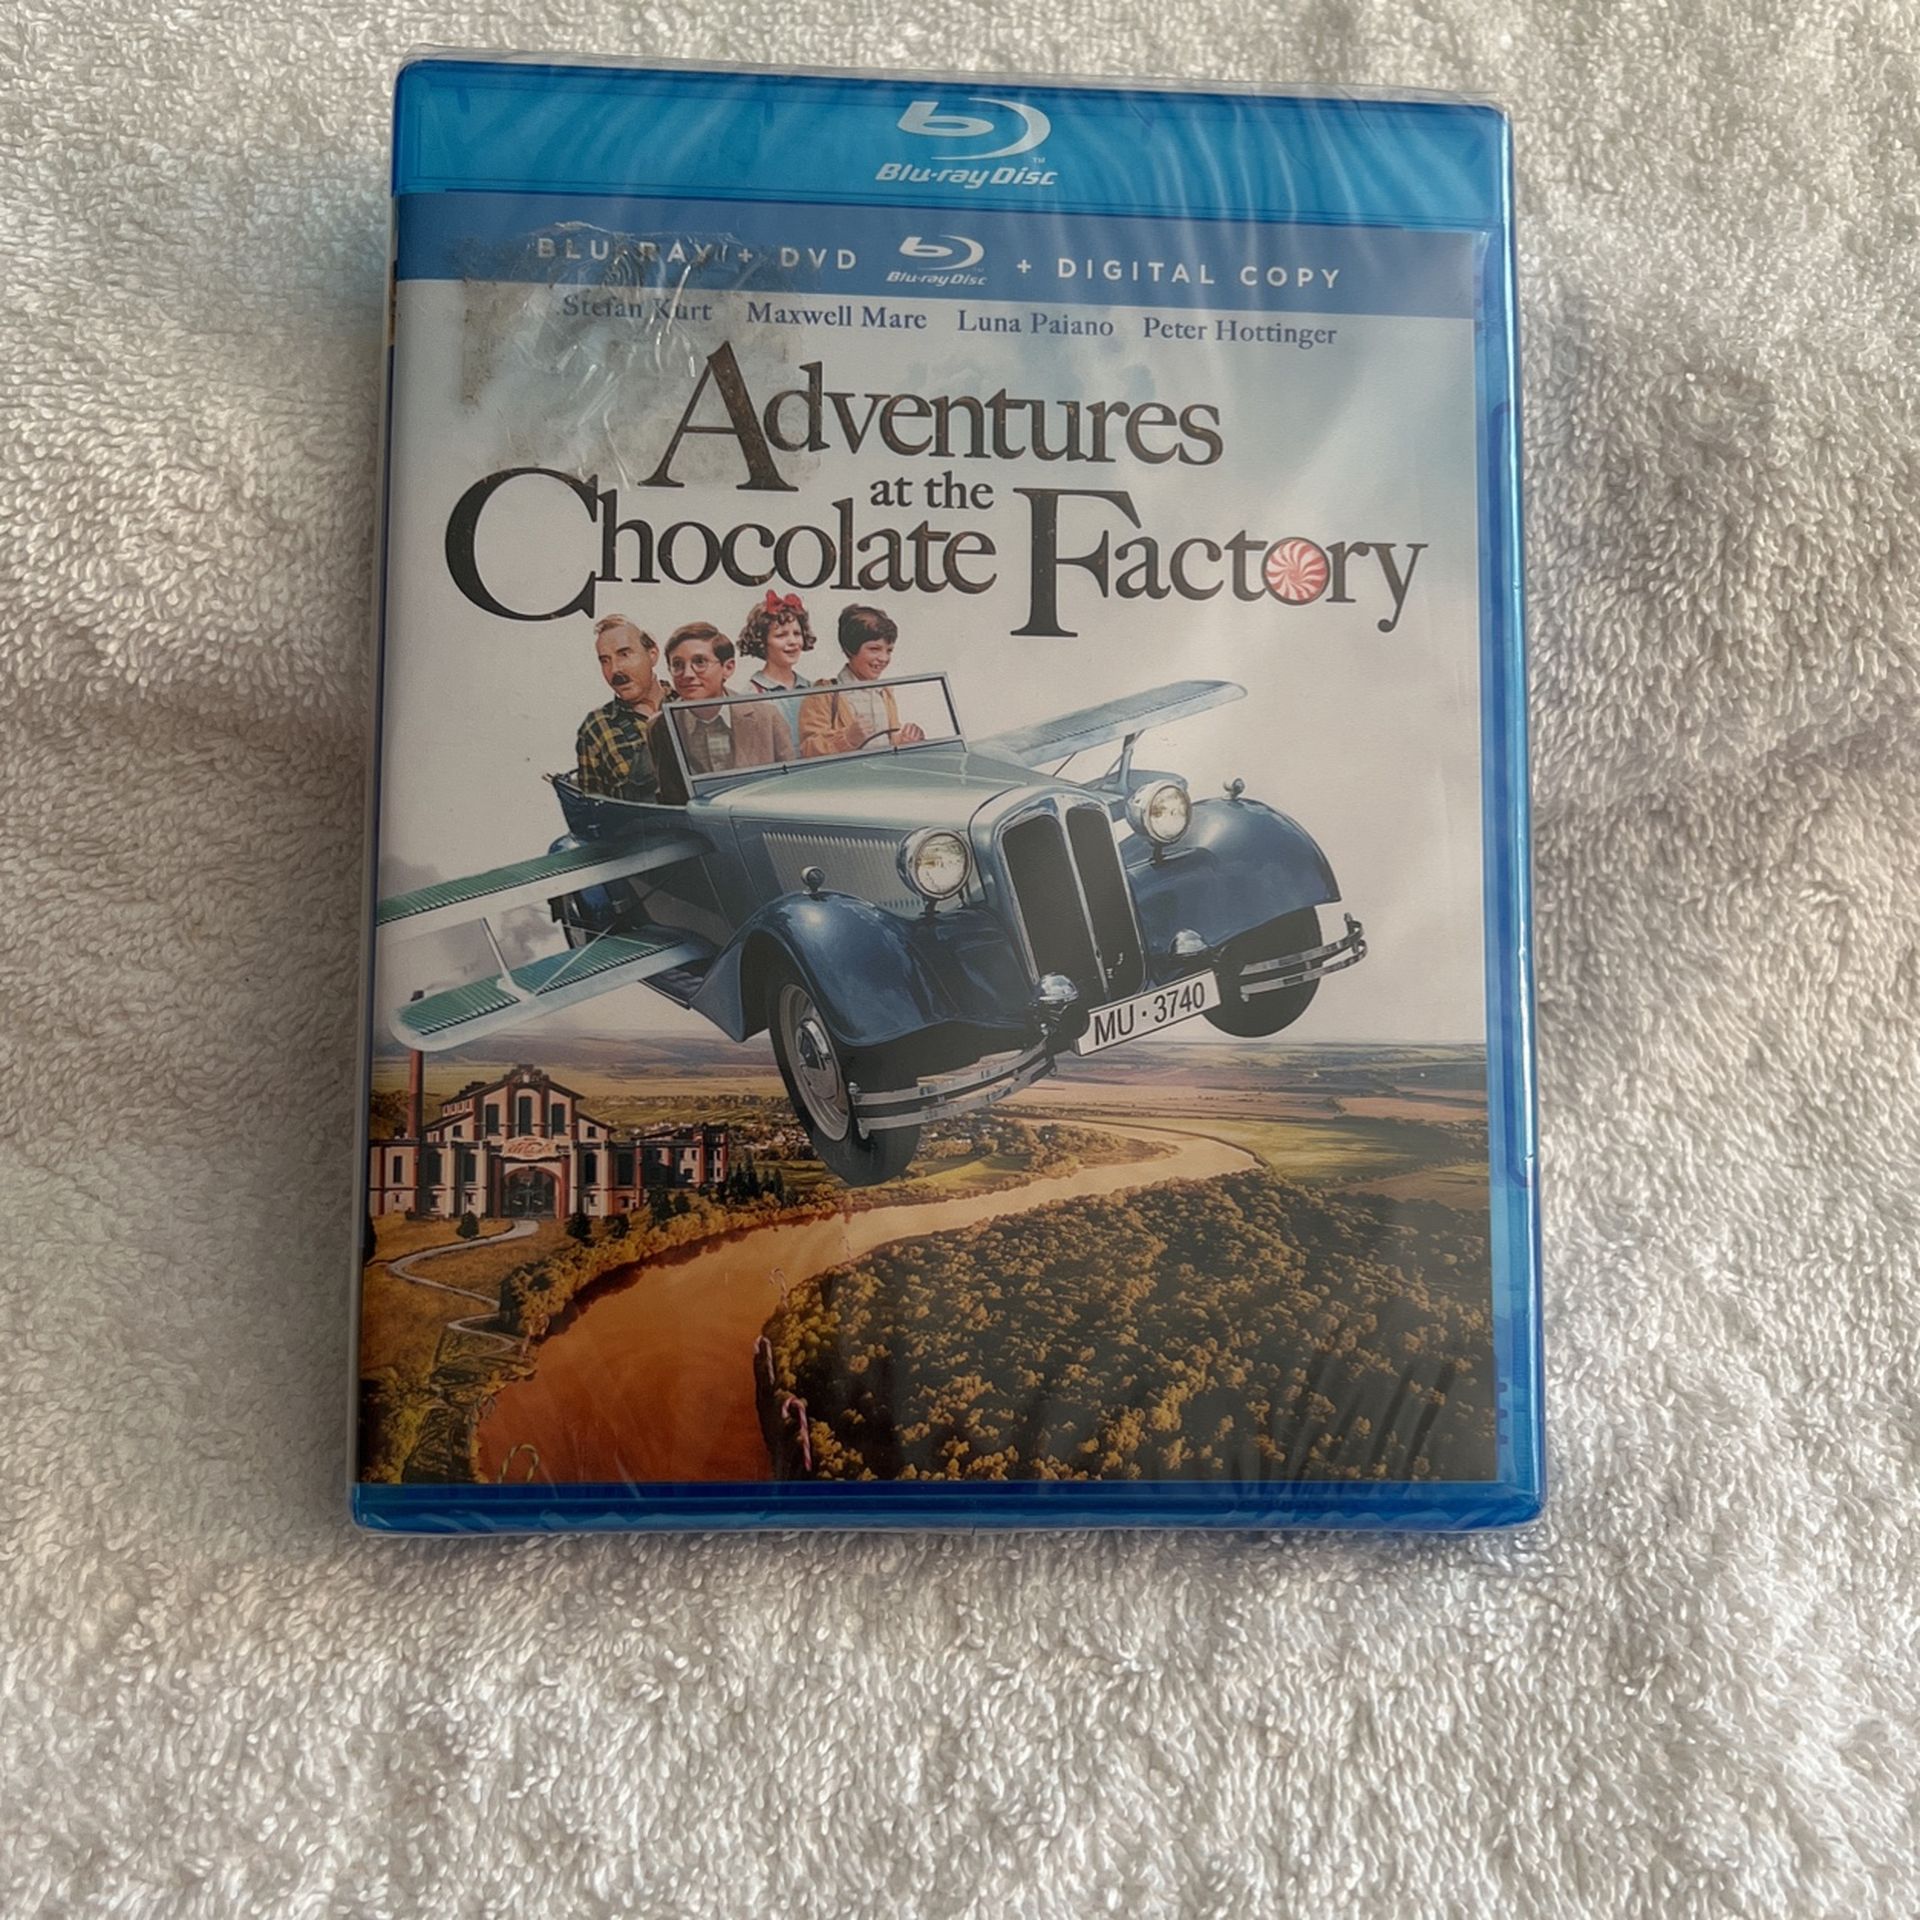 Blu-ray Disc
BLU-RAY + DVD Blu-ray Disc + DIGITAL COPY
Stefan Kurt Maxwell Mare Luna Paiano Peter Hottinger
Adventures
at the
Chocolate Factory
MU · 3740